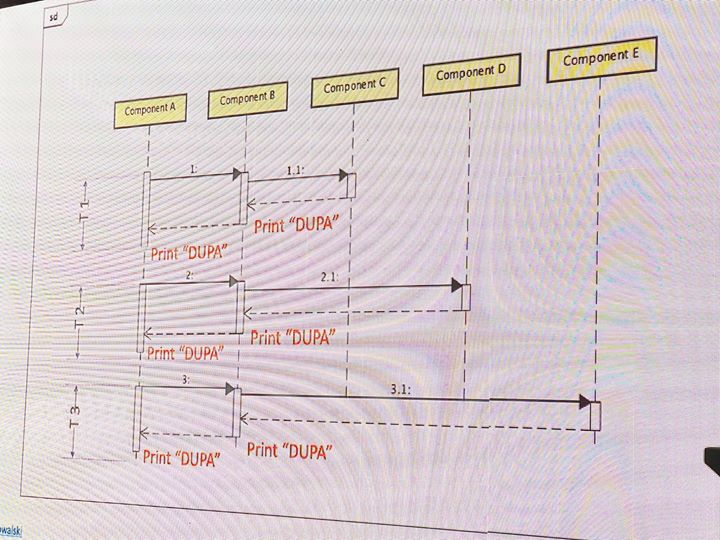 sd
Component A
Component B
Component C
Component D
Component E
1:
1.1:
T 1
Print "DUPA"
Print "DUPA"
2:
2.1:
T 2
Print "DUPA"
Print "DUPA"
3:
3.1:
T 3
Print "DUPA"
Print "DUPA"